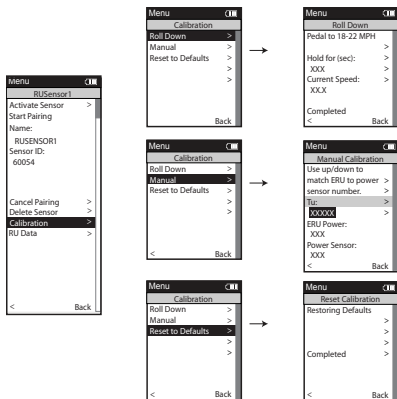 Menu
RUSensor1
Activate Sensor >
Start Pairing
Name:
RUSENSOR1
Sensor ID:
60054
Cancel Pairing >
Delete Sensor >
Calibration >
RU Data >
< Back
Menu
Calibration
Roll Down >
Manual >
Reset to Defaults >
>
>
Back
Menu
Roll Down
Pedal to 18-22 MPH
>
Hold for (sec): >
XXX
Current Speed: >
XX.X
Completed
< Back
Menu
Calibration
Roll Down >
Manual >
Reset to Defaults >
>
< Back
Menu
Manual Calibration
Use up/down to
match ERU to power >
sensor number. >
Tu: >
XXXXX
ERU Power:
XXX
Power Sensor:
XXX
< Back
Menu
Calibration
Roll Down >
Manual >
Reset to Defaults >
>
>
< Back
Menu
Reset Calibration
Restoring Defaults
>
>
>
Completed >
< Back